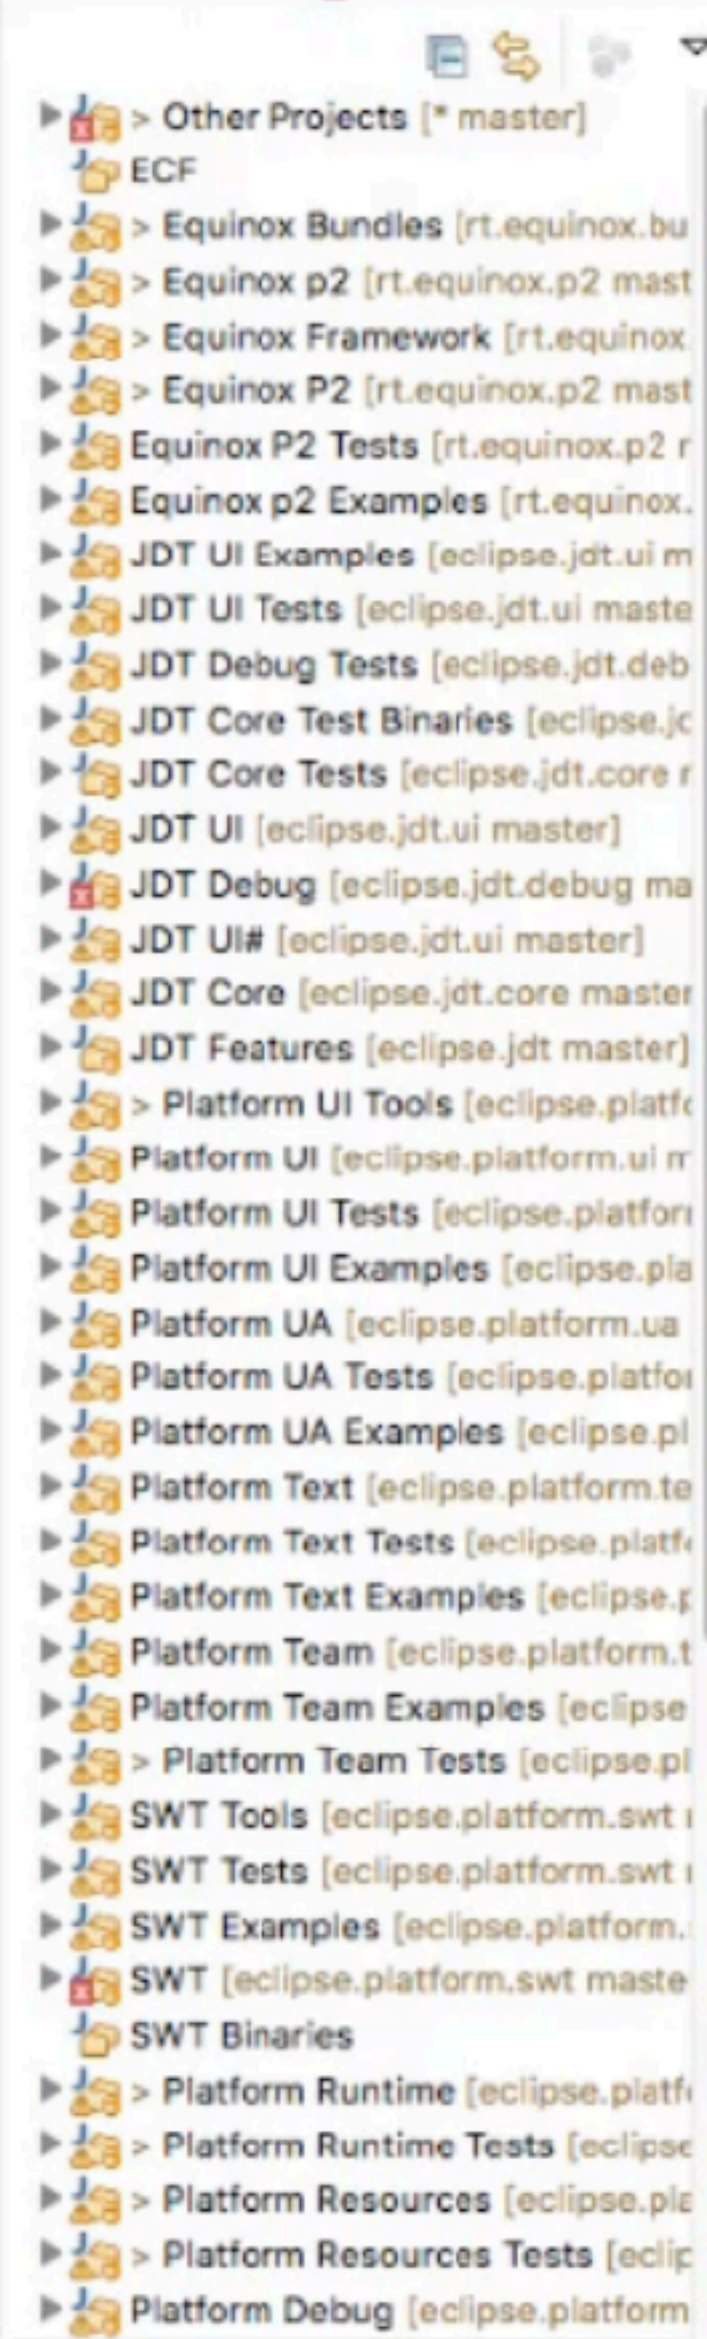 > Other Projects [* master]
ECF
> Equinox Bundles [rt.equinox.bu
> Equinox p2 [rt.equinox.p2 mast
> Equinox Framework [rt.equinox
> Equinox P2 [rt.equinox.p2 mast
Equinox P2 Tests [rt.equinox.p2 r
Equinox p2 Examples [rt.equinox.
JDT UI Examples [eclipse.jdt.ui m
JDT UI Tests [eclipse.jdt.ui maste
JDT Debug Tests [eclipse.jdt.deb
JDT Core Test Binaries [eclipse.jc
JDT Core Tests [eclipse.jdt.core r
JDT UI [eclipse.jdt.ui master]
JDT Debug [eclipse.jdt.debug ma
JDT UI# [eclipse.jdt.ui master]
JDT Core [eclipse.jdt.core master
JDT Features [eclipse.jdt master]
> Platform UI Tools [eclipse.platfo
Platform UI [eclipse.platform.ui m
Platform UI Tests [eclipse.platfor
Platform UI Examples [eclipse.pla
Platform UA [eclipse.platform.ua
Platform UA Tests [eclipse.platfor
Platform UA Examples [eclipse.pl
Platform Text [eclipse.platform.te
Platform Text Tests [eclipse.platf
Platform Text Examples [eclipse.p
Platform Team [eclipse.platform.t
Platform Team Examples [eclipse
> Platform Team Tests [eclipse.pl
SWT Tools [eclipse.platform.swt
SWT Tests [eclipse.platform.swt
SWT Examples [eclipse.platform.
SWT [eclipse.platform.swt maste
SWT Binaries
> Platform Runtime [eclipse.platf
> Platform Runtime Tests [eclipse
> Platform Resources [eclipse.pla
> Platform Resources Tests [eclip
Platform Debug [eclipse.platform